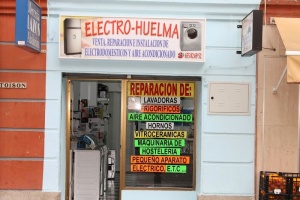 ELECTRO-HUELMA
VENTA, REPARACION E INSTALACION DE
ELECTRODOMESTICOS Y AIRE ACONDICIONADO
REPARACION DE:
LAVADORAS
FRIGORIFICOS
AIRE ACONDICIONADO
HORNOS
VITROCERAMICAS
MAQUINARIA DE
HOSTELERIA
PEQUEÑO APARATO
ELECTRICO, E.T.C.